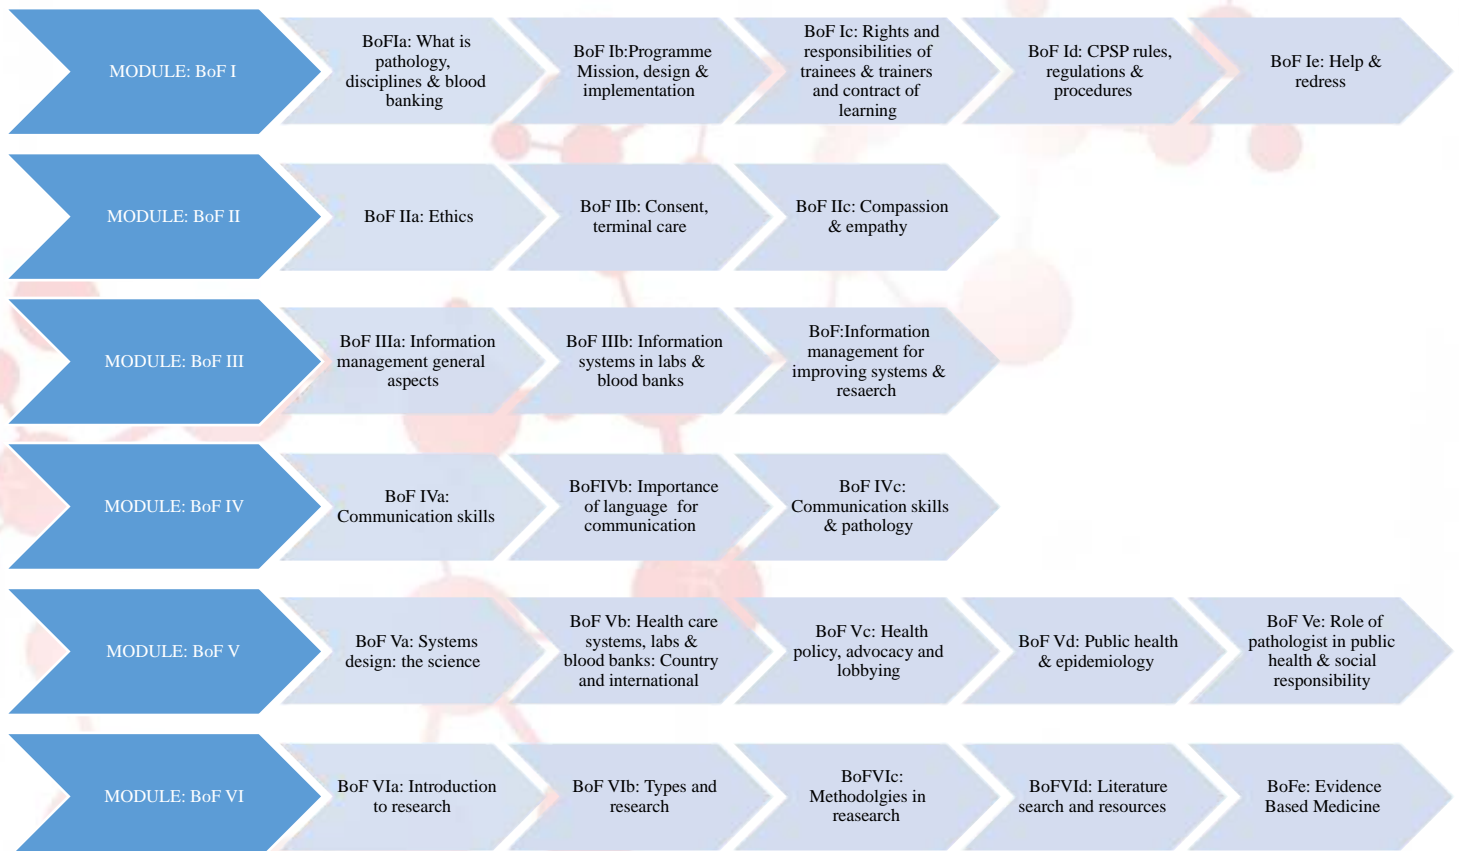 MODULE: BoF I
BoFIa: What is
pathology,
disciplines & blood
banking
BoF Ib:Programme
Mission, design &
implementation
BoF Ic: Rights and
responsibilities of
trainees & trainers
and contract of
learning
BoF Id: CPSP rules,
regulations &
procedures
BoF Ie: Help &
redress
MODULE: BoF II
BoF IIa: Ethics
BoF IIb: Consent,
terminal care
BoF IIc: Compassion
& empathy
MODULE: BoF III
BoF IIIa: Information
management general
aspects
BoF IIIb: Information
systems in labs &
blood banks
BoF:Information
management for
improving systems &
resaerch
MODULE: BoF IV
BoF IVa:
Communication skills
BoFIVb: Importance
of language for
communication
BoF IVc:
Communication skills
& pathology
MODULE: BoF V
BoF Va: Systems
design: the science
BoF Vb: Health care
systems, labs &
blood banks: Country
and international
BoF Vc: Health
policy, advocacy and
lobbying
BoF Vd: Public health
& epidemiology
BoF Ve: Role of
pathologist in public
health & social
responsibility
MODULE: BoF VI
BoF VIa: Introduction
to research
BoF VIb: Types and
research
BoFVIc:
Methodolgies in
reasearch
BoFVId: Literature
search and resources
BoFe: Evidence
Based Medicine